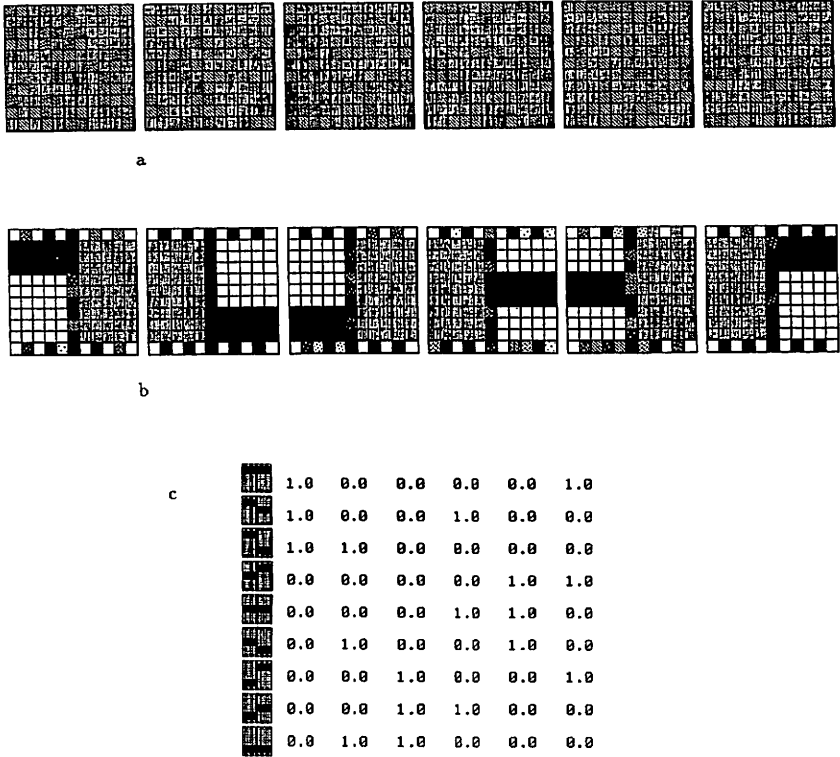 a
b
c
1.0 0.0 0.0 0.0 0.0 1.0
1.0 0.0 0.0 1.0 0.0 0.0
1.0 1.0 0.0 0.0 0.0 0.0
0.0 0.0 0.0 0.0 1.0 1.0
0.0 0.0 0.0 1.0 1.0 0.0
0.0 1.0 0.0 0.0 1.0 0.0
0.0 0.0 1.0 0.0 0.0 1.0
0.0 0.0 1.0 1.0 0.0 0.0
0.0 1.0 1.0 0.0 0.0 0.0